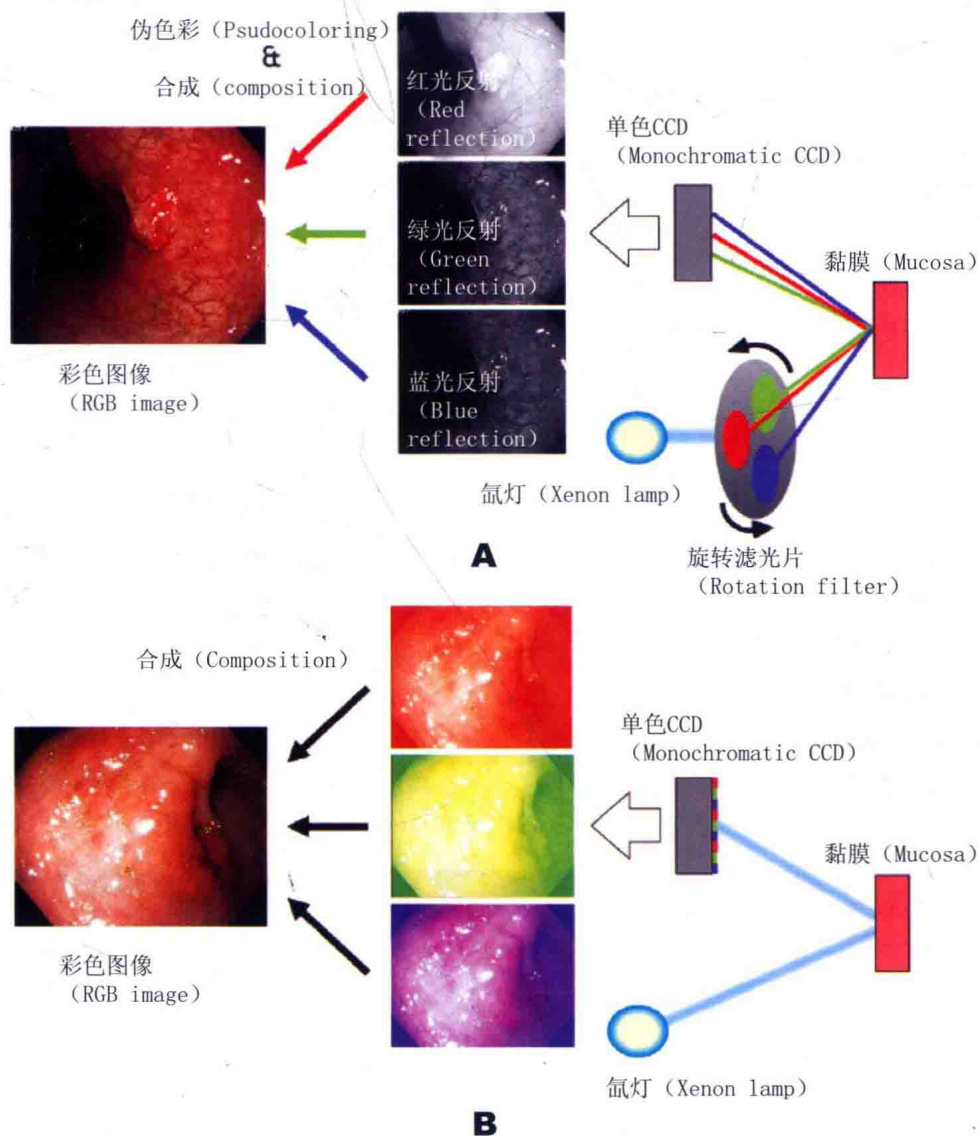 伪色彩（Psudocoloring）
&
合成（composition）
红光反射
（Red
reflection）
绿光反射
（Green
reflection）
蓝光反射
（Blue
reflection）
单色CCD
（Monochromatic CCD）
黏膜（Mucosa）
彩色图像
（RGB image）
氙灯（Xenon lamp）
旋转滤光片
（Rotation filter）
A
合成（Composition）
单色CCD
（Monochromatic CCD）
黏膜（Mucosa）
彩色图像
（RGB image）
氙灯（Xenon lamp）
B